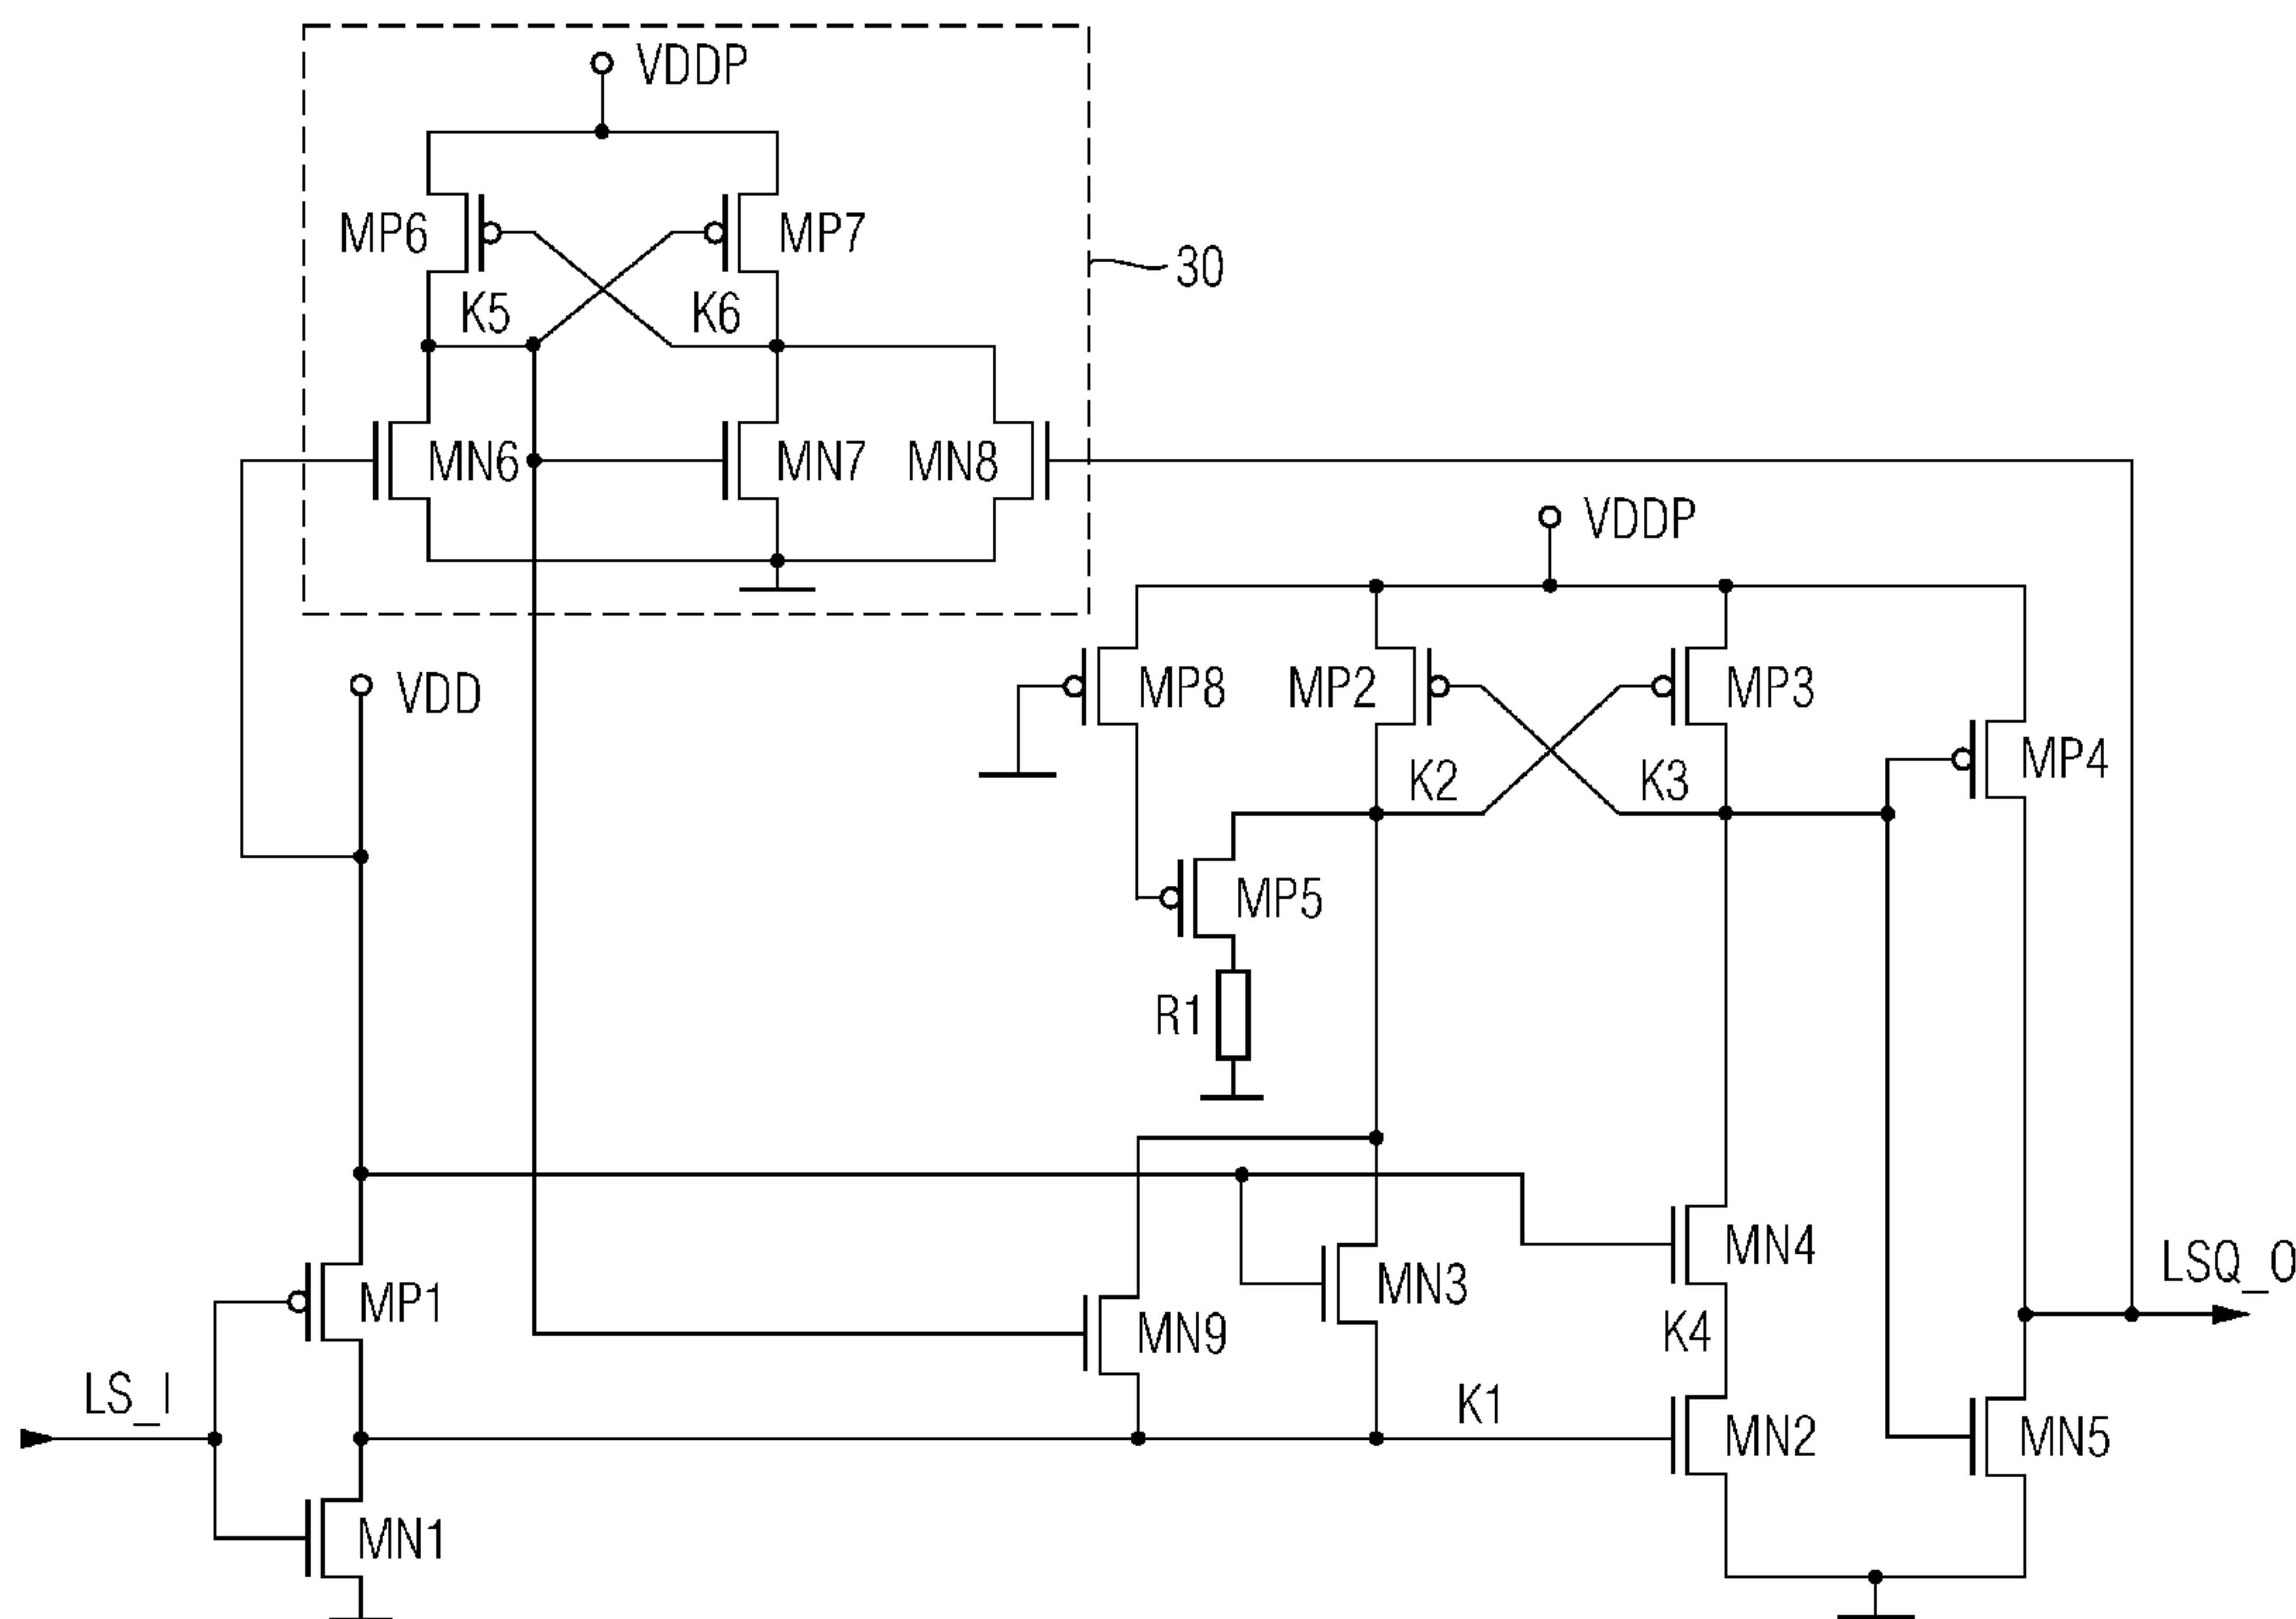 VDDP
MP6
MP7
30
K5
K6
MN6
MN7
MN8
VDDP
VDD
MP8
MP2
MP3
MP4
K2
K3
MP5
R1
MN4
LSQ_O
MN3
MP1
MN9
K4
LS_I
K1
MN2
MN5
MN1